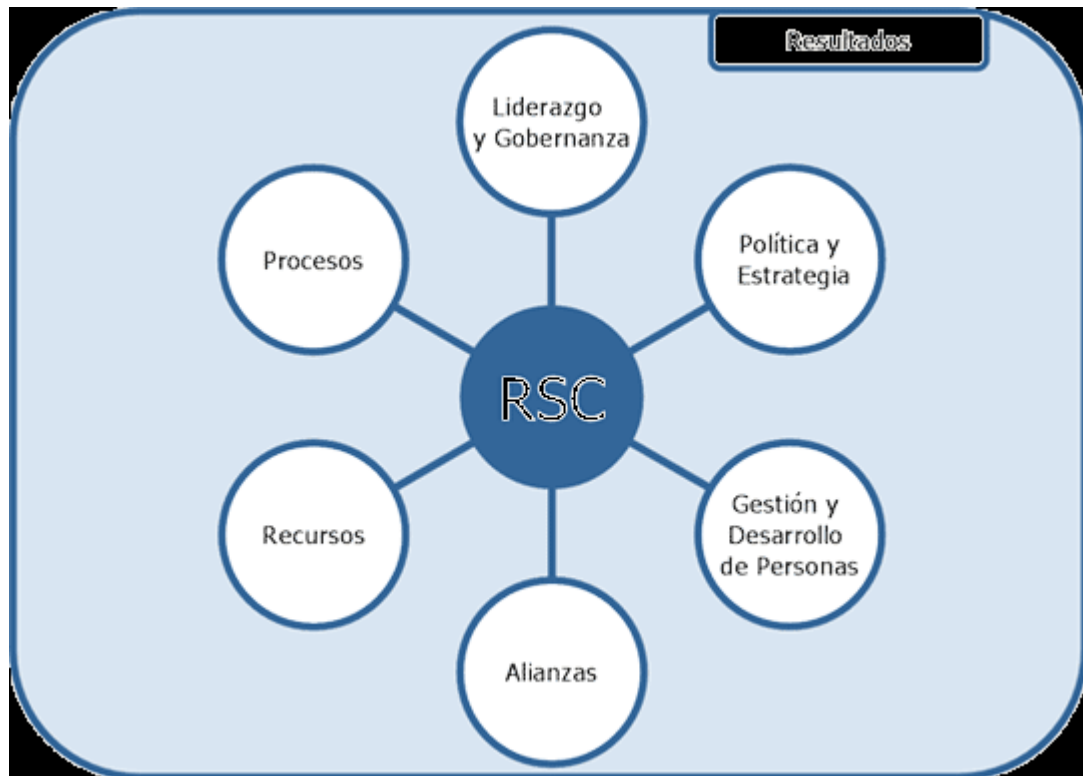 Resultados
Liderazgo
y Gobernanza
Procesos
Política y
Estrategia
RSC
Recursos
Gestión y
Desarrollo
de Personas
Alianzas